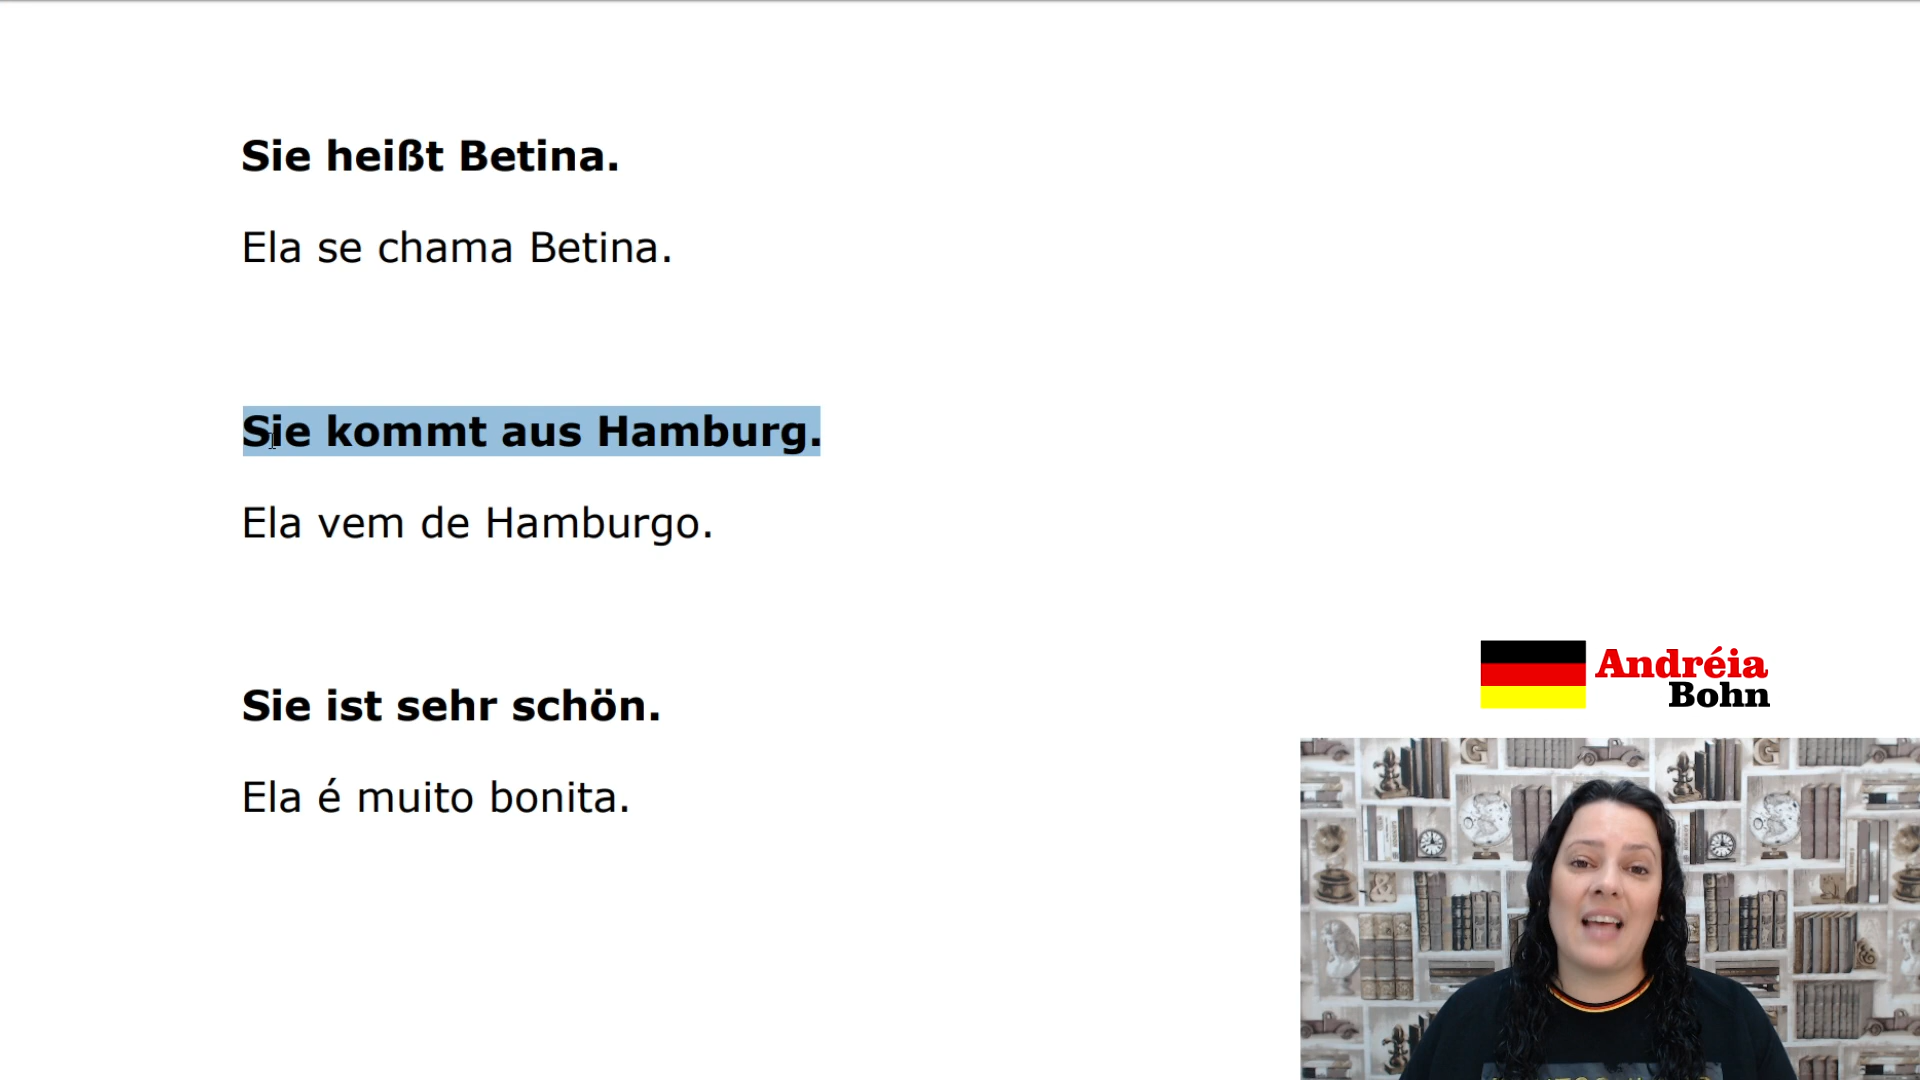 Sie heißt Betina.
Ela se chama Betina.
Sie kommt aus Hamburg.
Ela vem de Hamburgo.
Sie ist sehr schön.
Ela é muito bonita.
Andréia
Bohn